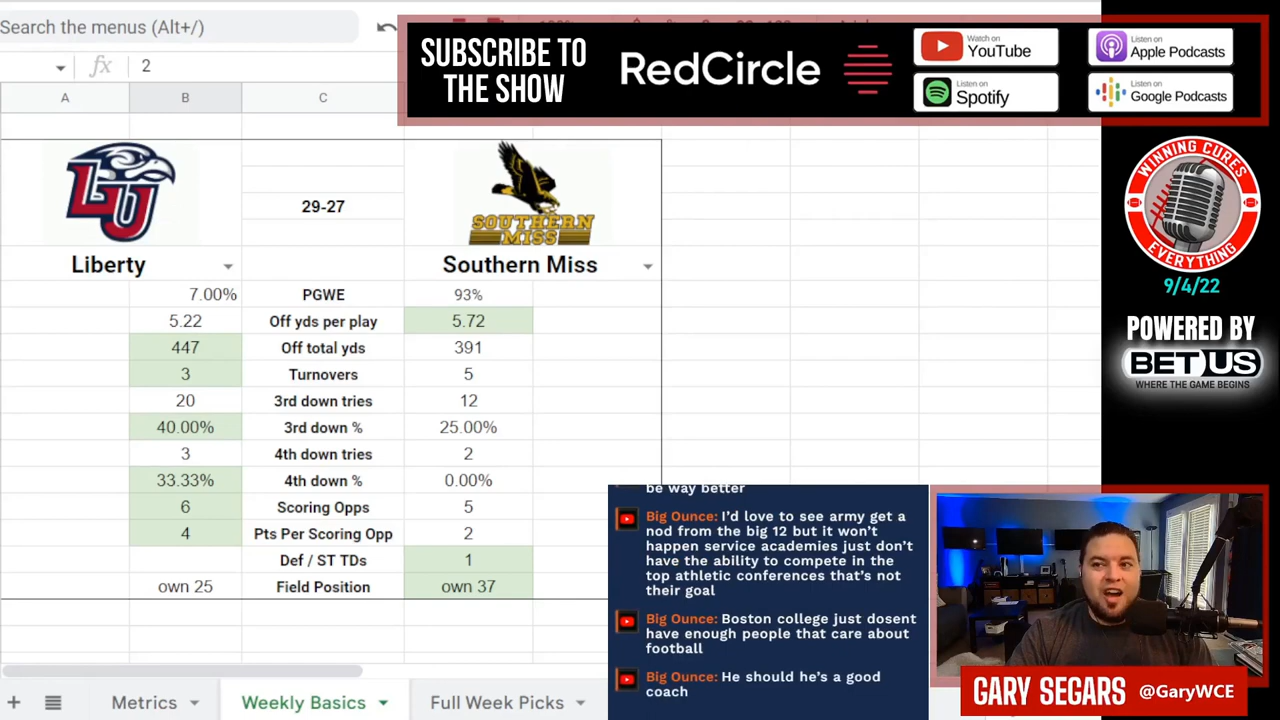 Search the menus (Alt+/)
SUBSCRIBE TO
THE SHOW
RedCircle
Watch on
YouTube
Listen on
Apple Podcasts
Listen on
Spotify
Listen on
Google Podcasts
fx 2
A B C
LU
29-27
SOUTHERN
MISS
Liberty Southern Miss
7.00% PGWE 93%
5.22 Off yds per play 5.72
447 Off total yds 391
3 Turnovers 5
20 3rd down tries 12
40.00% 3rd down % 25.00%
3 4th down tries 2
33.33% 4th down % 0.00%
6 Scoring Opps 5
4 Pts Per Scoring Opp 2
Def / ST TDs 1
own 25 Field Position own 37
WINNING CURES
EVERYTHING
9/4/22
POWERED BY
BETUS
WHERE THE GAME BEGINS
be way better
Big Ounce: I'd love to see army get a
nod from the big 12 but it won't
happen service academies just don't
have the ability to compete in the
top athletic conferences that's not
their goal
Big Ounce: Boston college just dosent
have enough people that care about
football
Big Ounce: He should he's a good
coach
GARY SEGARS @GaryWCE
Metrics Weekly Basics Full Week Picks